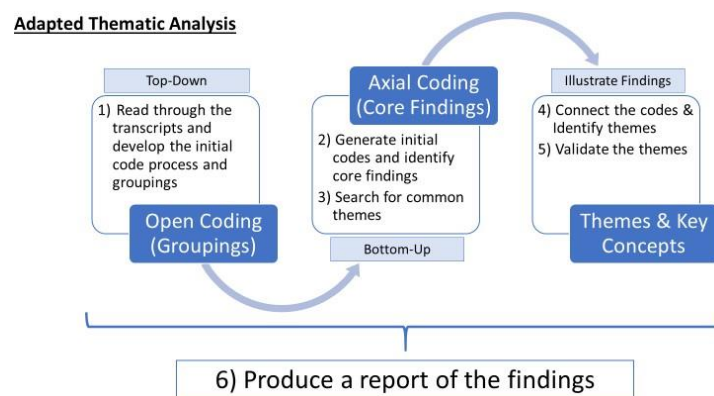 Adapted Thematic Analysis
Top-Down
1) Read through the
transcripts and
develop the initial
code process and
groupings
Open Coding
(Groupings)
Axial Coding
(Core Findings)
2) Generate initial
codes and identify
core findings
3) Search for common
themes
Bottom-Up
Illustrate Findings
4) Connect the codes &
Identify themes
5) Validate the themes
Themes & Key
Concepts
6) Produce a report of the findings